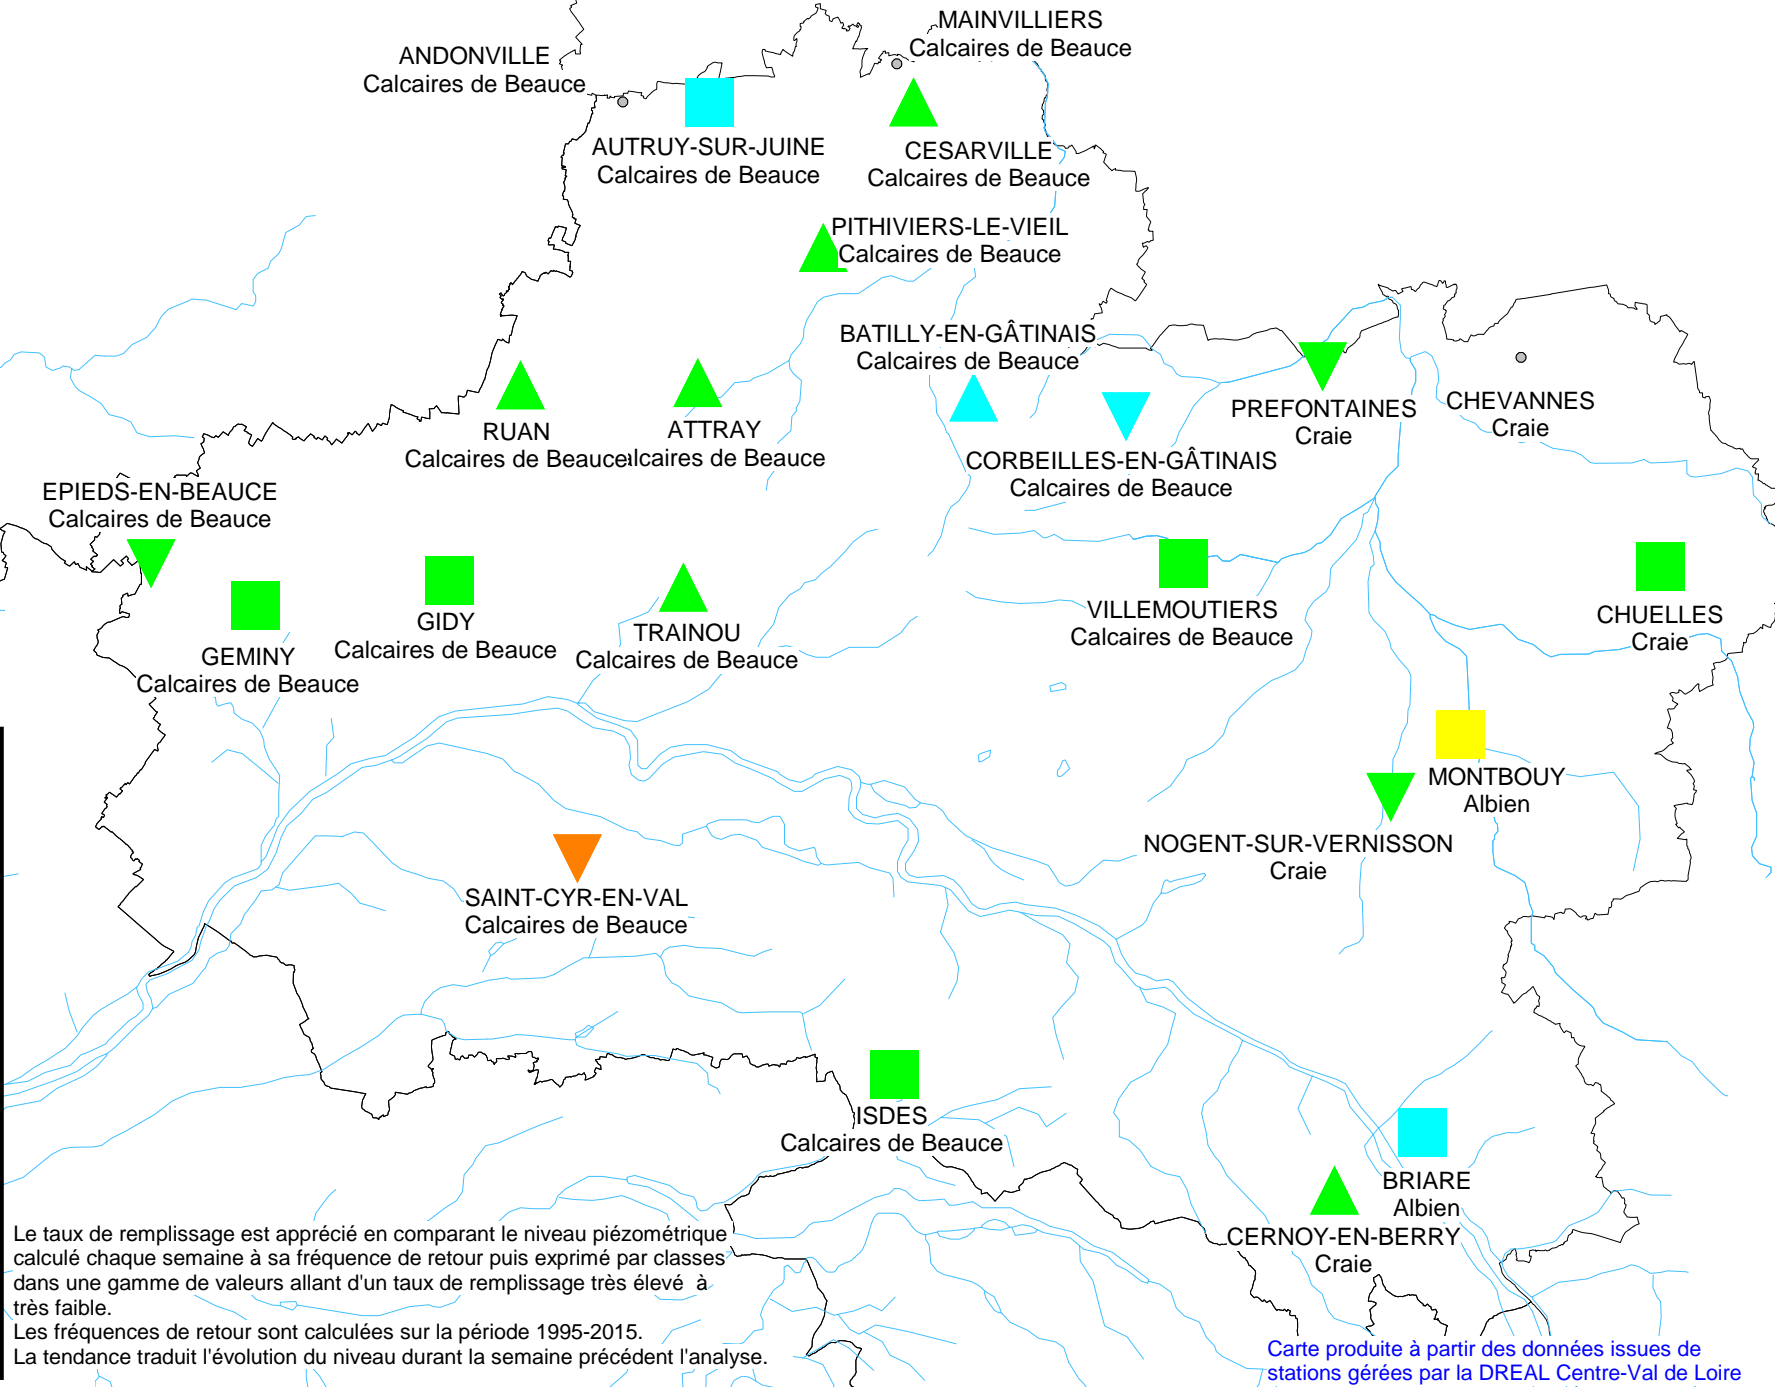 MAINVILLIERS
Calcaires de Beauce
ANDONVILLE
Calcaires de Beauce
AUTRUY-SUR-JUINE
Calcaires de Beauce
CESARVILLE
Calcaires de Beauce
PITHIVIERS-LE-VIEIL
Calcaires de Beauce
BATILLY-EN-GÂTINAIS
Calcaires de Beauce
PREFONTAINES
Craie
CHEVANNES
Craie
RUAN
Calcaires de Beauce
ATTRAY
alcaires de Beauce
CORBEILLES-EN-GÂTINAIS
Calcaires de Beauce
EPIEDS-EN-BEAUCE
Calcaires de Beauce
GEMINY
Calcaires de Beauce
GIDY
Calcaires de Beauce
TRAINOU
Calcaires de Beauce
VILLEMOUTIERS
Calcaires de Beauce
CHUELLES
Craie
MONTBOUY
Albien
NOGENT-SUR-VERNISSON
Craie
SAINT-CYR-EN-VAL
Calcaires de Beauce
ISDES
Calcaires de Beauce
BRIARE
Albien
CERNOY-EN-BERRY
Craie
Le taux de remplissage est apprécié en comparant le niveau piézométrique
calculé chaque semaine à sa fréquence de retour puis exprimé par classes
dans une gamme de valeurs allant d'un taux de remplissage très élevé à
très faible.
Les fréquences de retour sont calculées sur la période 1995-2015.
La tendance traduit l'évolution du niveau durant la semaine précédent l'analyse.
Carte produite à partir des données issues de
stations gérées par la DREAL Centre-Val de Loire